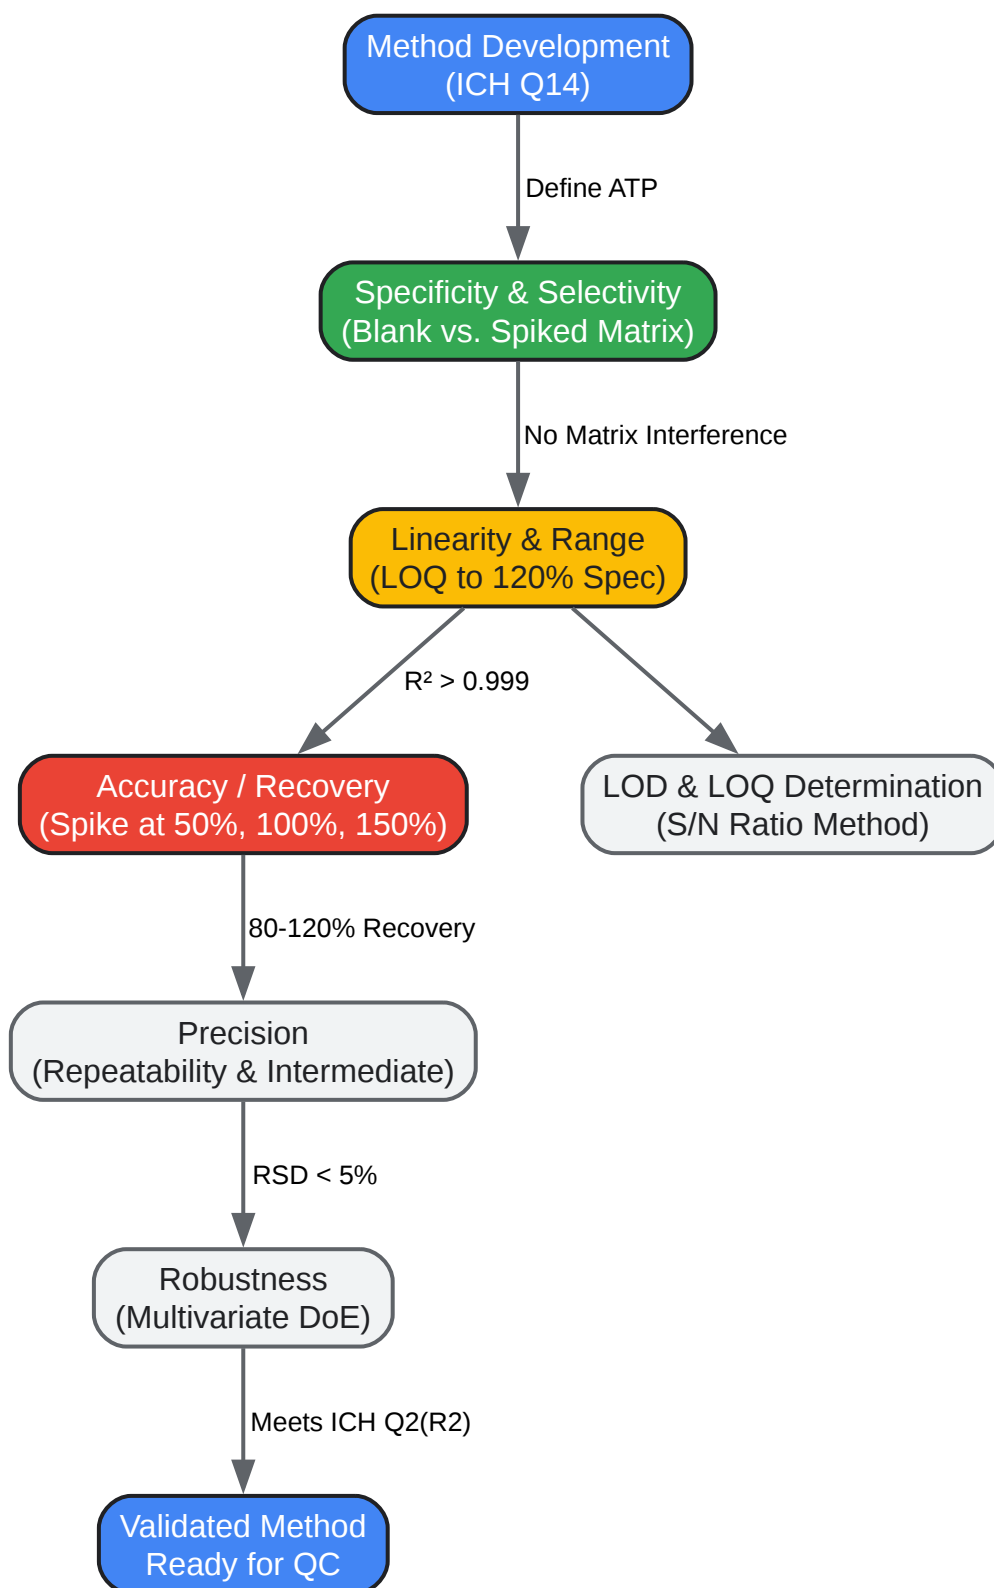 Method Development
(ICH Q14)
Define ATP
Specificity & Selectivity
(Blank vs. Spiked Matrix)
No Matrix Interference
Linearity & Range
(LOQ to 120% Spec)
R² > 0.999
Accuracy / Recovery
(Spike at 50%, 100%, 150%)
LOD & LOQ Determination
(S/N Ratio Method)
80-120% Recovery
Precision
(Repeatability & Intermediate)
RSD < 5%
Robustness
(Multivariate DoE)
Meets ICH Q2(R2)
Validated Method
Ready for QC